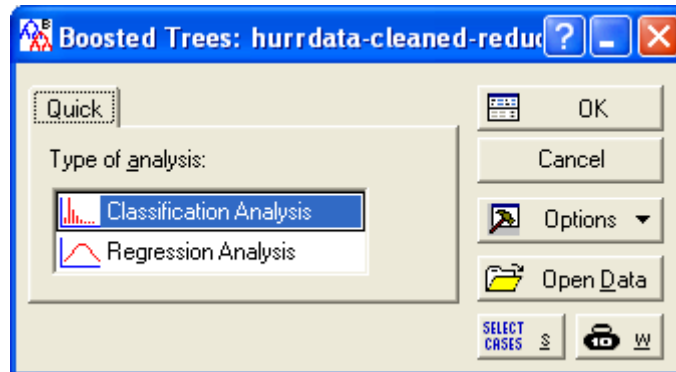 Boosted Trees: hurrdata-cleaned-reduc
Quick
Type of analysis:
Classification Analysis
Regression Analysis
OK
Cancel
Options
Open Data
SELECT CASES S
W